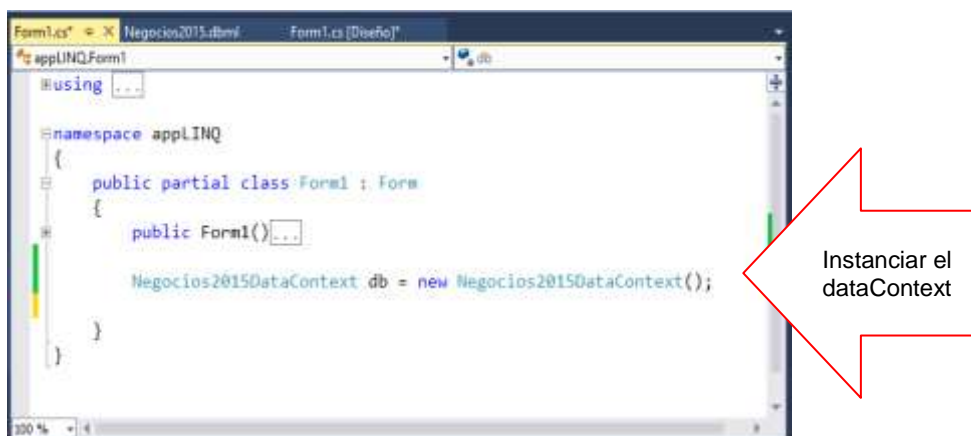 Form1.cs* Negocios2015.dbml Form1.cs [Diseño]*
appLINQ.Form1 db
using ...
namespace appLINQ
{
public partial class Form1 : Form
{
public Form1()...
Negocios2015DataContext db = new Negocios2015DataContext();
}
}
100 %
Instanciar el
dataContext